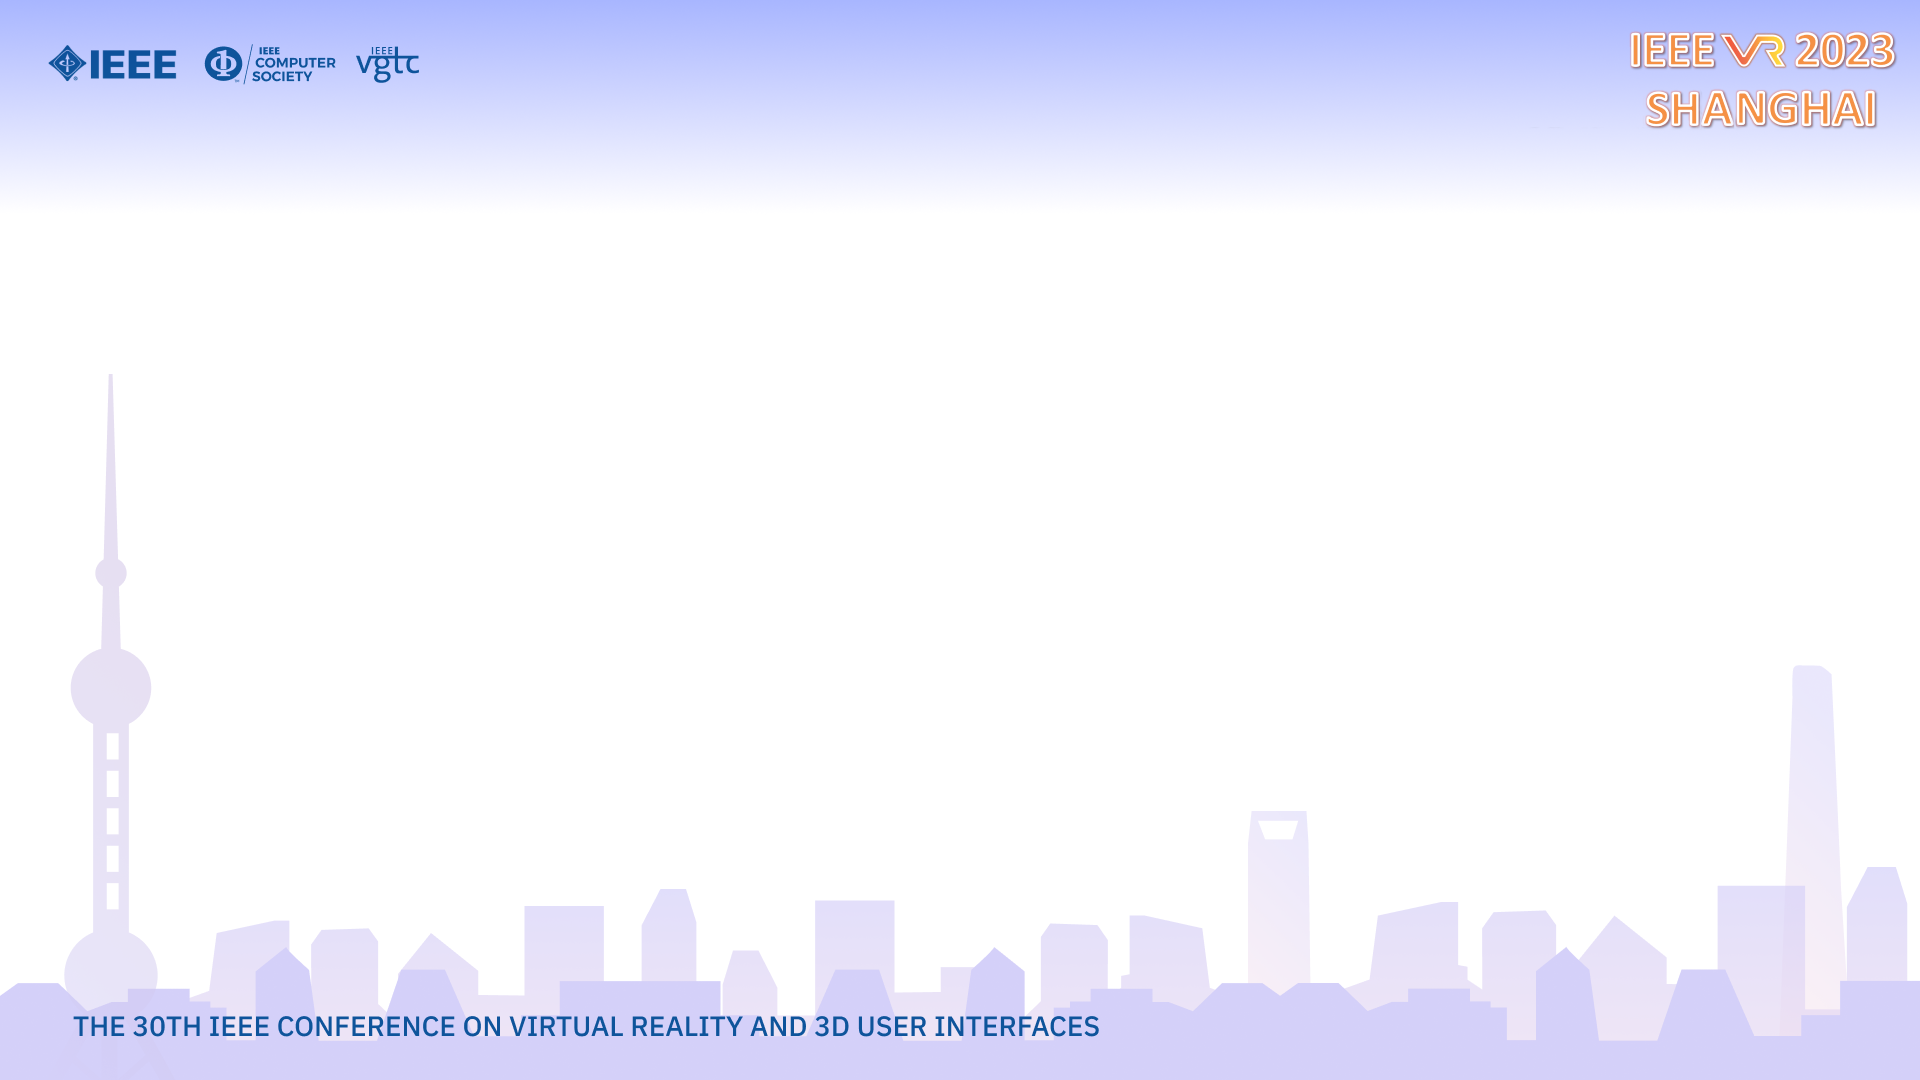 IEEE
IEEE
COMPUTER
SOCIETY
IEEE
vgtc
IEEE VR 2023
SHANGHAI
THE 30TH IEEE CONFERENCE ON VIRTUAL REALITY AND 3D USER INTERFACES